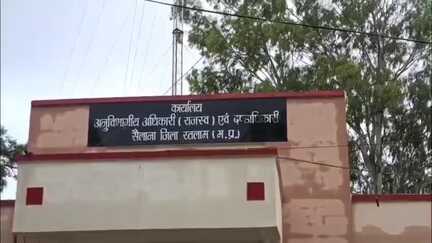 कार्यालय
अनुविभागीय अधिकारी (राजस्व) एवं दण्डाधिकारी
सैलाना जिला रतलाम (म.प्र.)